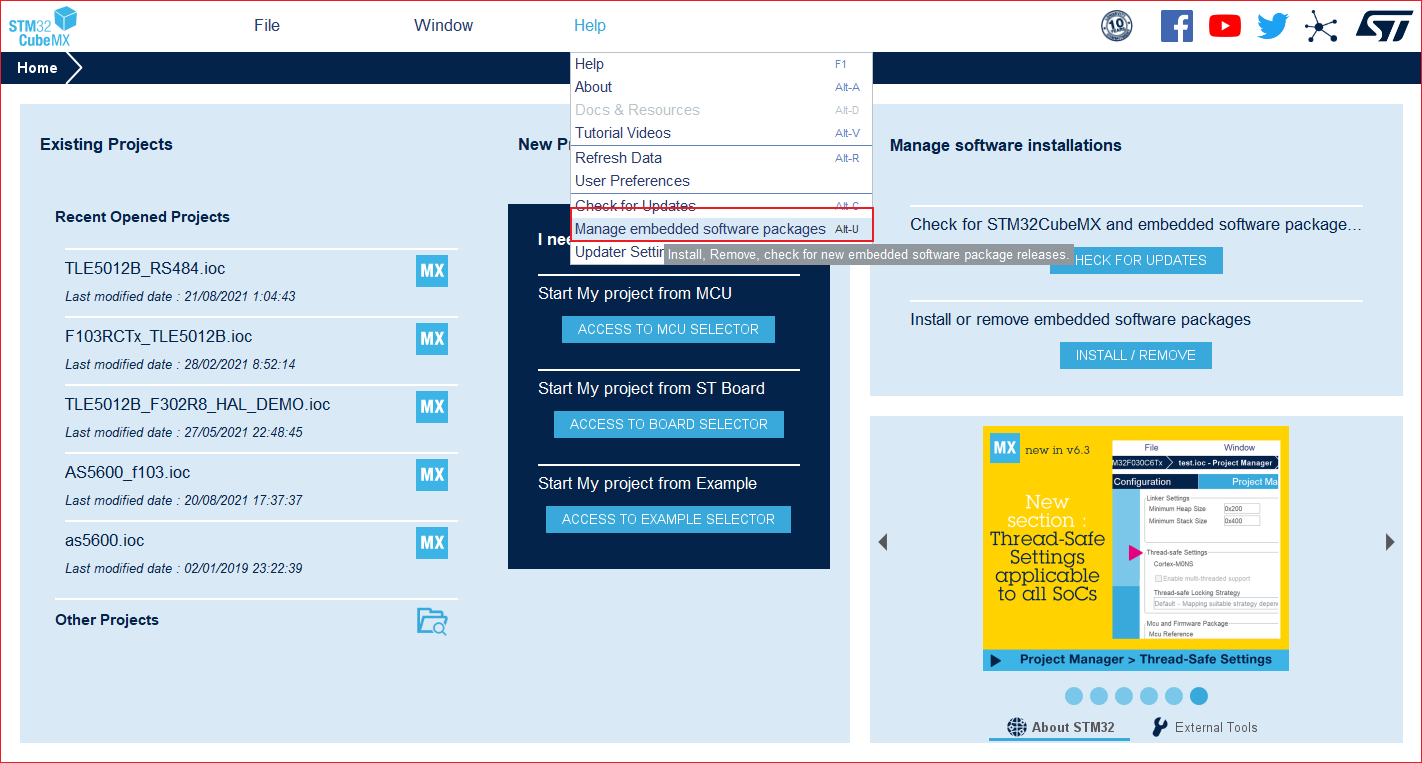 STM32
CubeMX
File
Window
Help
10
Home
Help F1
About Alt-A
Docs & Resources Alt-D
Tutorial Videos Alt-V
Refresh Data Alt-R
User Preferences
Check for Updates Alt-C
Manage embedded software packages Alt-U
Updater Settin
Install, Remove, check for new embedded software package releases.
Existing Projects
Recent Opened Projects
TLE5012B_RS484.ioc
MX
Last modified date : 21/08/2021 1:04:43
F103RCTx_TLE5012B.ioc
MX
Last modified date : 28/02/2021 8:52:14
TLE5012B_F302R8_HAL_DEMO.ioc
MX
Last modified date : 27/05/2021 22:48:45
AS5600_f103.ioc
MX
Last modified date : 20/08/2021 17:37:37
as5600.ioc
MX
Last modified date : 02/01/2019 23:22:39
Other Projects
New P
I nee
Start My project from MCU
ACCESS TO MCU SELECTOR
Start My project from ST Board
ACCESS TO BOARD SELECTOR
Start My project from Example
ACCESS TO EXAMPLE SELECTOR
Manage software installations
Check for STM32CubeMX and embedded software package...
HECK FOR UPDATES
Install or remove embedded software packages
INSTALL / REMOVE
MX new in v6.3
New
section :
Thread-Safe
Settings
applicable
to all SoCs
File Window
M32F030C6Tx test.ioc - Project Manager
Configuration Project Ma
Linker Settings
Minimum Heap Size 0x200
Minimum Stack Size 0x400
Thread-safe Settings
Cortex-M0NS
Enable multi-threaded support
Thread-safe Locking Strategy
Default - Mapping suitable strategy depen
Mcu and Firmware Package
Mcu Reference
Project Manager > Thread-Safe Settings
About STM32
External Tools